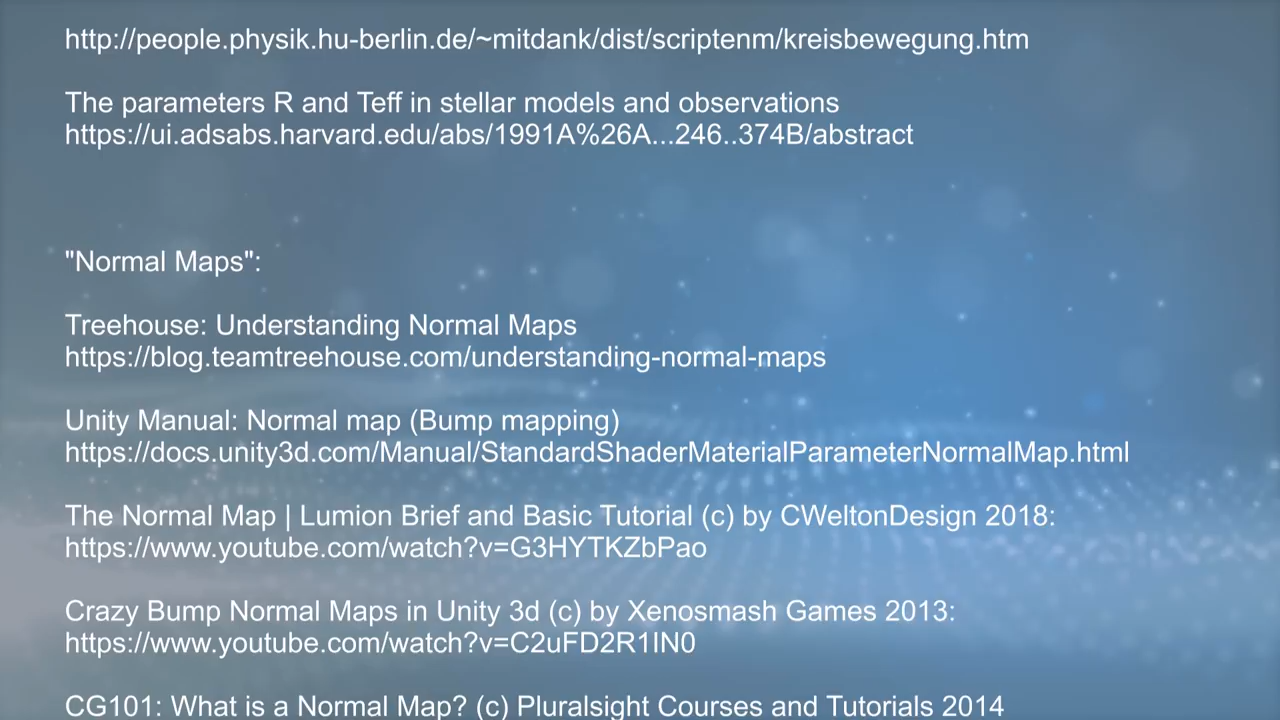 http://people.physik.hu-berlin.de/~mitdank/dist/scriptenm/kreisbewegung.htm
The parameters R and Teff in stellar models and observations
https://ui.adsabs.harvard.edu/abs/1991A%26A...246..374B/abstract
"Normal Maps":
Treehouse: Understanding Normal Maps
https://blog.teamtreehouse.com/understanding-normal-maps
Unity Manual: Normal map (Bump mapping)
https://docs.unity3d.com/Manual/StandardShaderMaterialParameterNormalMap.html
The Normal Map | Lumion Brief and Basic Tutorial (c) by CWeltonDesign 2018:
https://www.youtube.com/watch?v=G3HYTKZbPao
Crazy Bump Normal Maps in Unity 3d (c) by Xenosmash Games 2013:
https://www.youtube.com/watch?v=C2uFD2R1IN0
CG101: What is a Normal Map? (c) Pluralsight Courses and Tutorials 2014